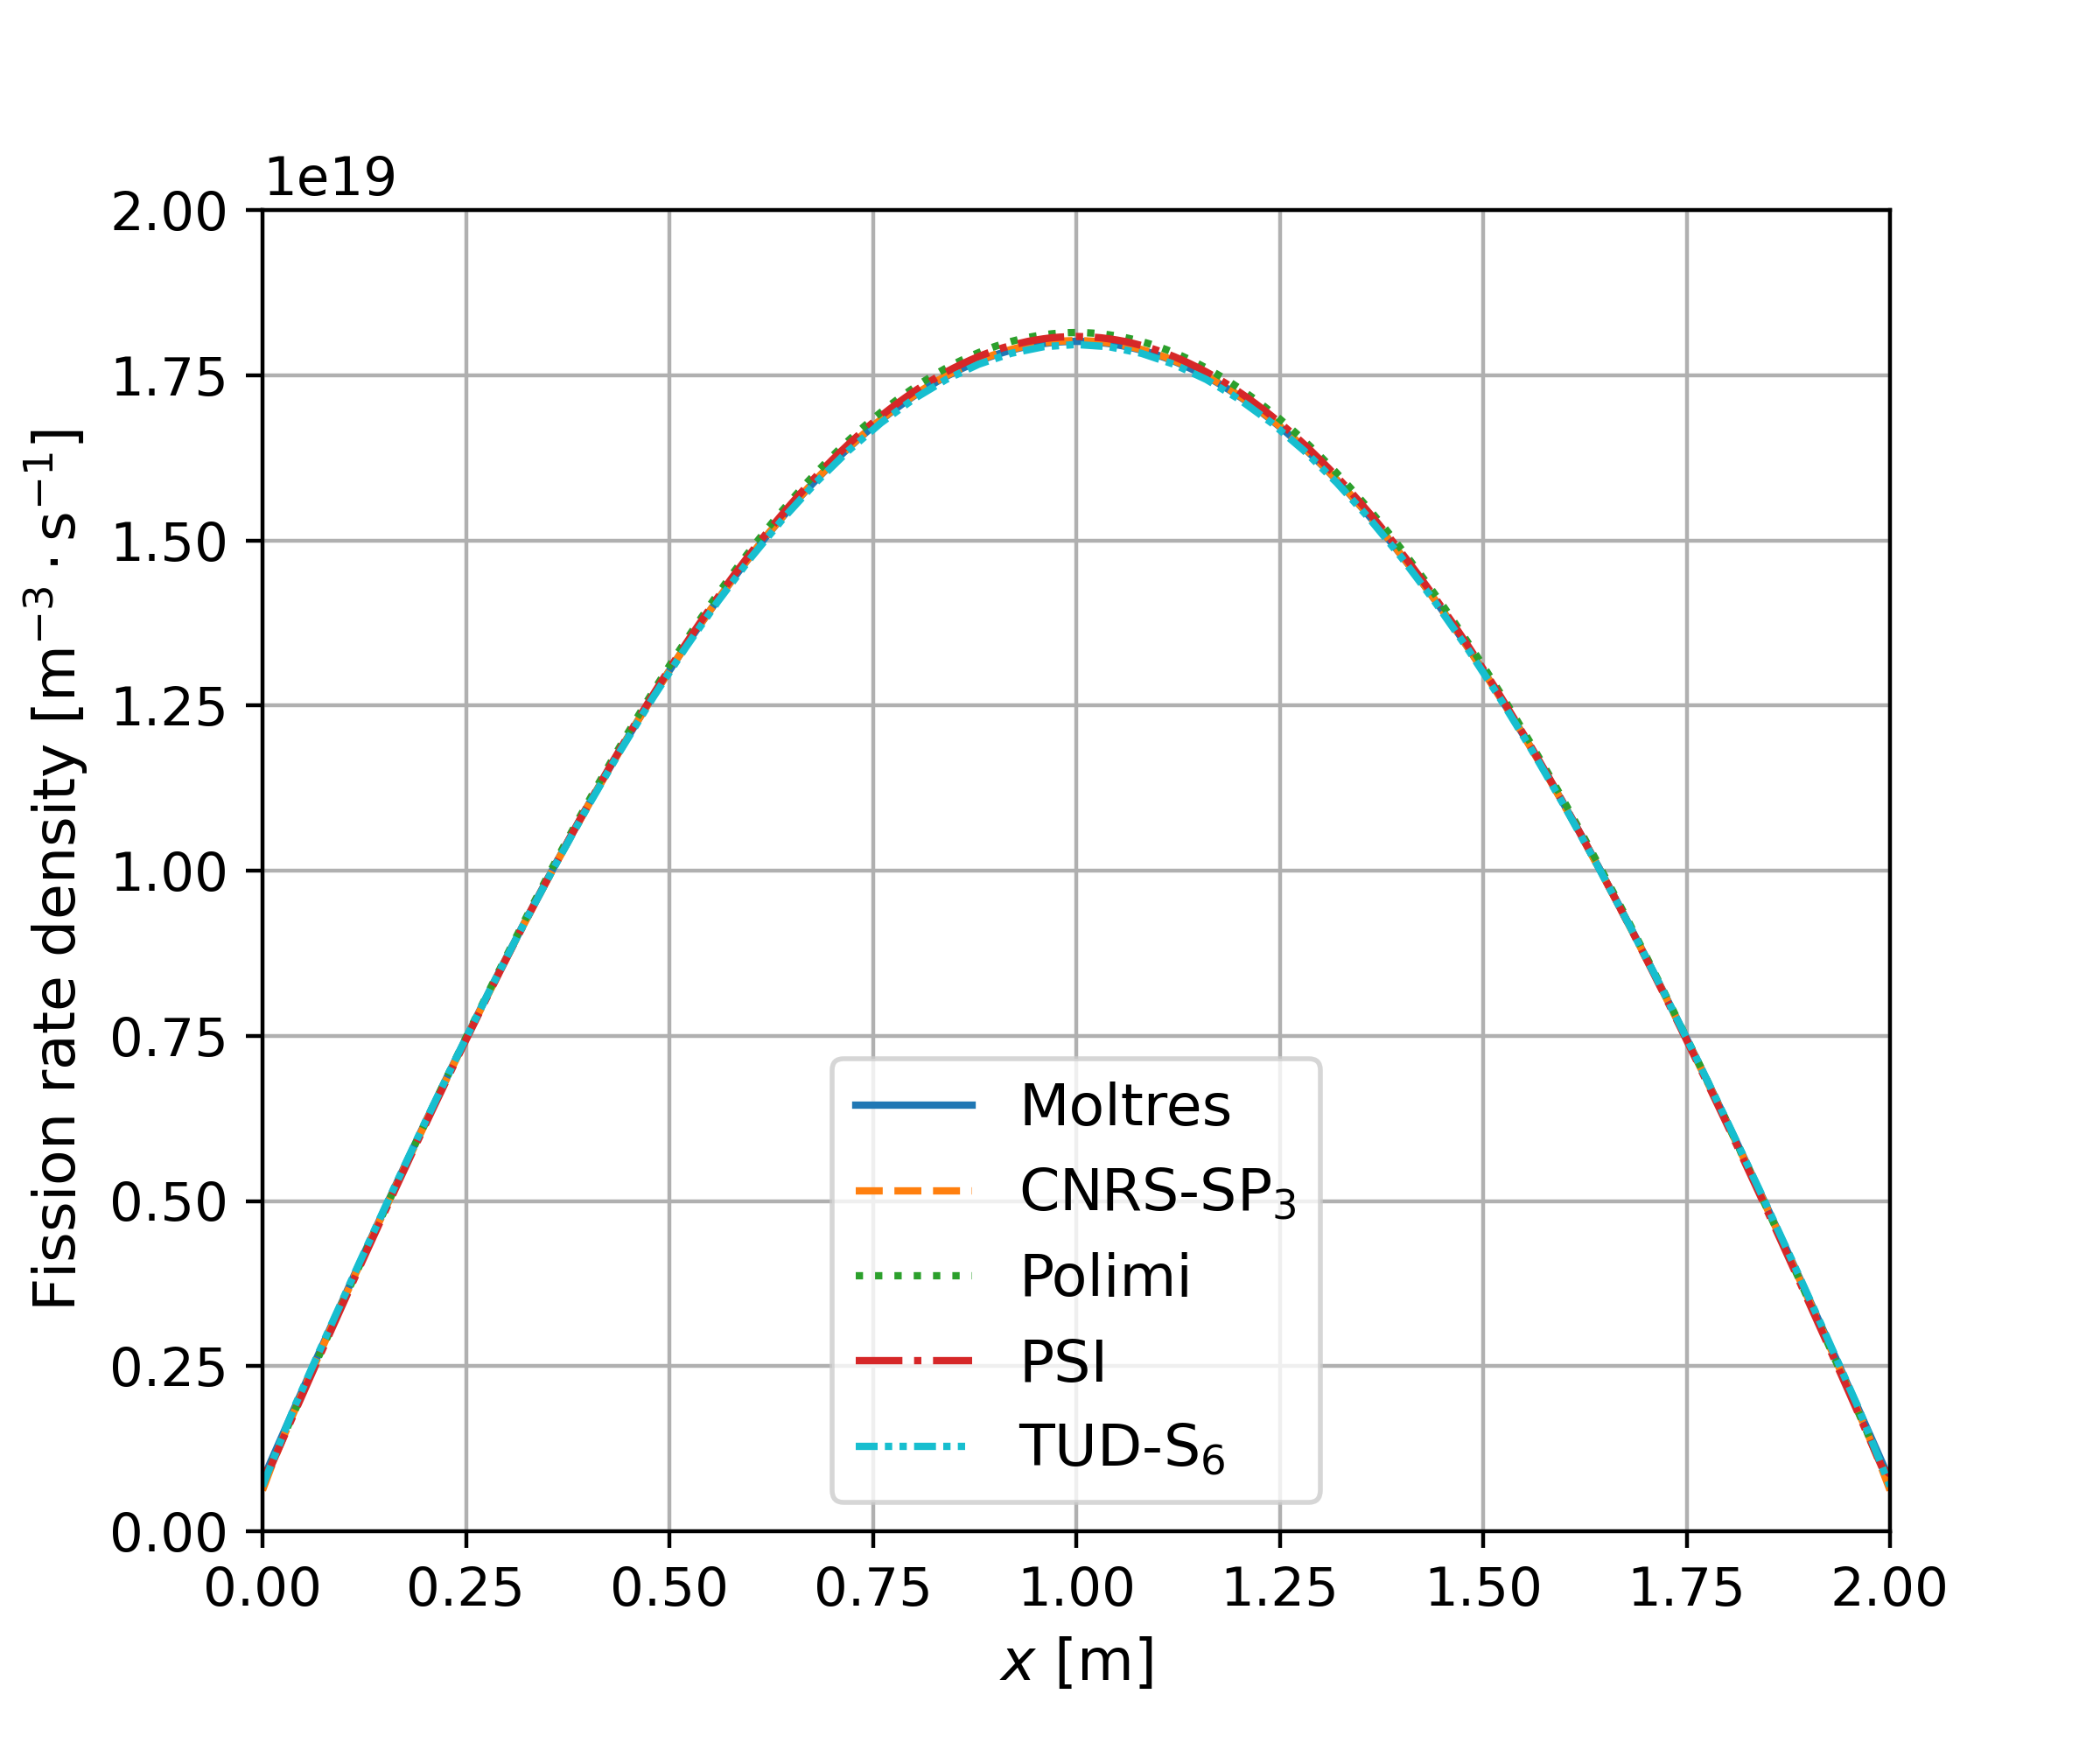 1e19
2.00
1.75
1.50
1.25
1.00
0.75
0.50
0.25
0.00
Fission rate density [m⁻³ · s⁻¹]
Moltres
CNRS-SP₃
Polimi
PSI
TUD-S₆
0.00 0.25 0.50 0.75 1.00 1.25 1.50 1.75 2.00
x [m]